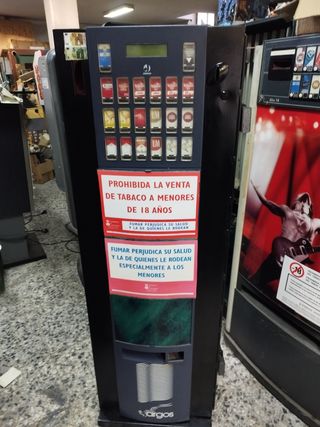 PROHIBIDA LA VENTA
DE TABACO A MENORES
DE 18 AÑOS
FUMAR PERJUDICA SU SALUD
Y LA DE QUIENES LE RODEAN
FUMAR PERJUDICA SU SALUD
Y LA DE QUIENES LE RODEAN
ESPECIALMENTE A LOS
MENORES
argos